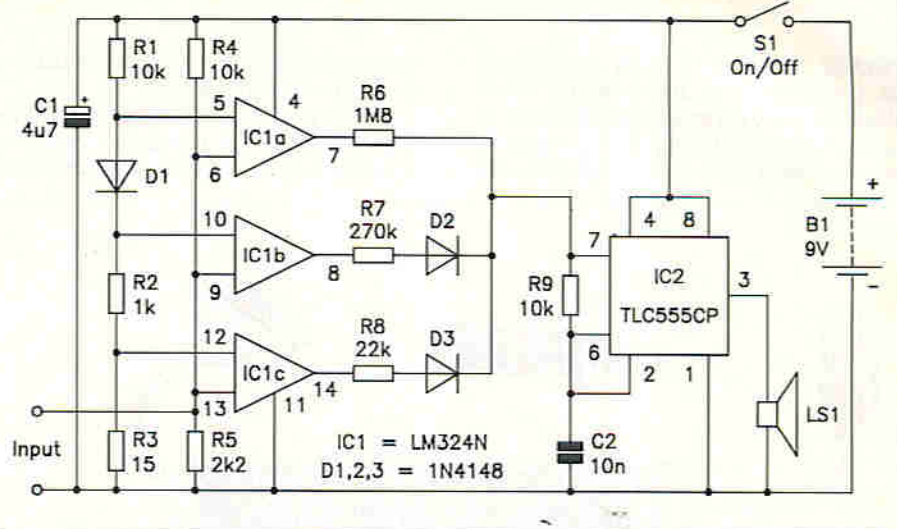 R1
10k
R4
10k
C1
+
4u7
5
4
IC1a
6
7
R6
1M8
D1
10
IC1b
9
8
R7
270k
D2
R2
1k
12
IC1c
13
14
11
R8
22k
D3
Input
R3
15
R5
2k2
IC1 = LM324N
D1,2,3 = 1N4148
S1
On/Off
4
8
7
IC2
TLC555CP
3
6
2
1
R9
10k
C2
10n
LS1
+
B1
9V
-